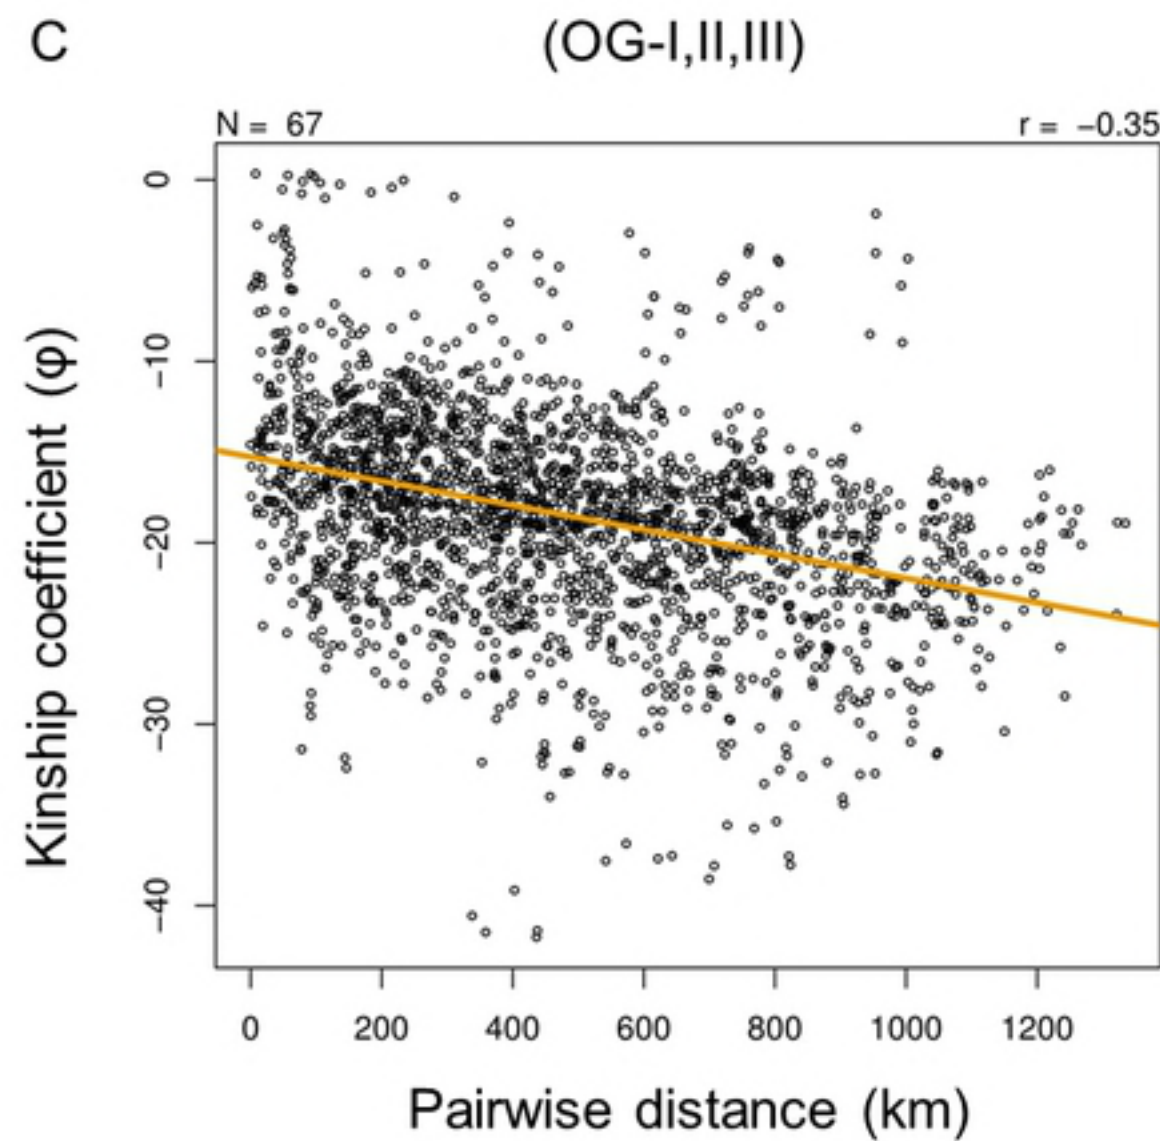 C
(OG-I,II,III)
N = 67
r = −0.35
Kinship coefficient (φ)
0
−10
−20
−30
−40
0 200 400 600 800 1000 1200
Pairwise distance (km)